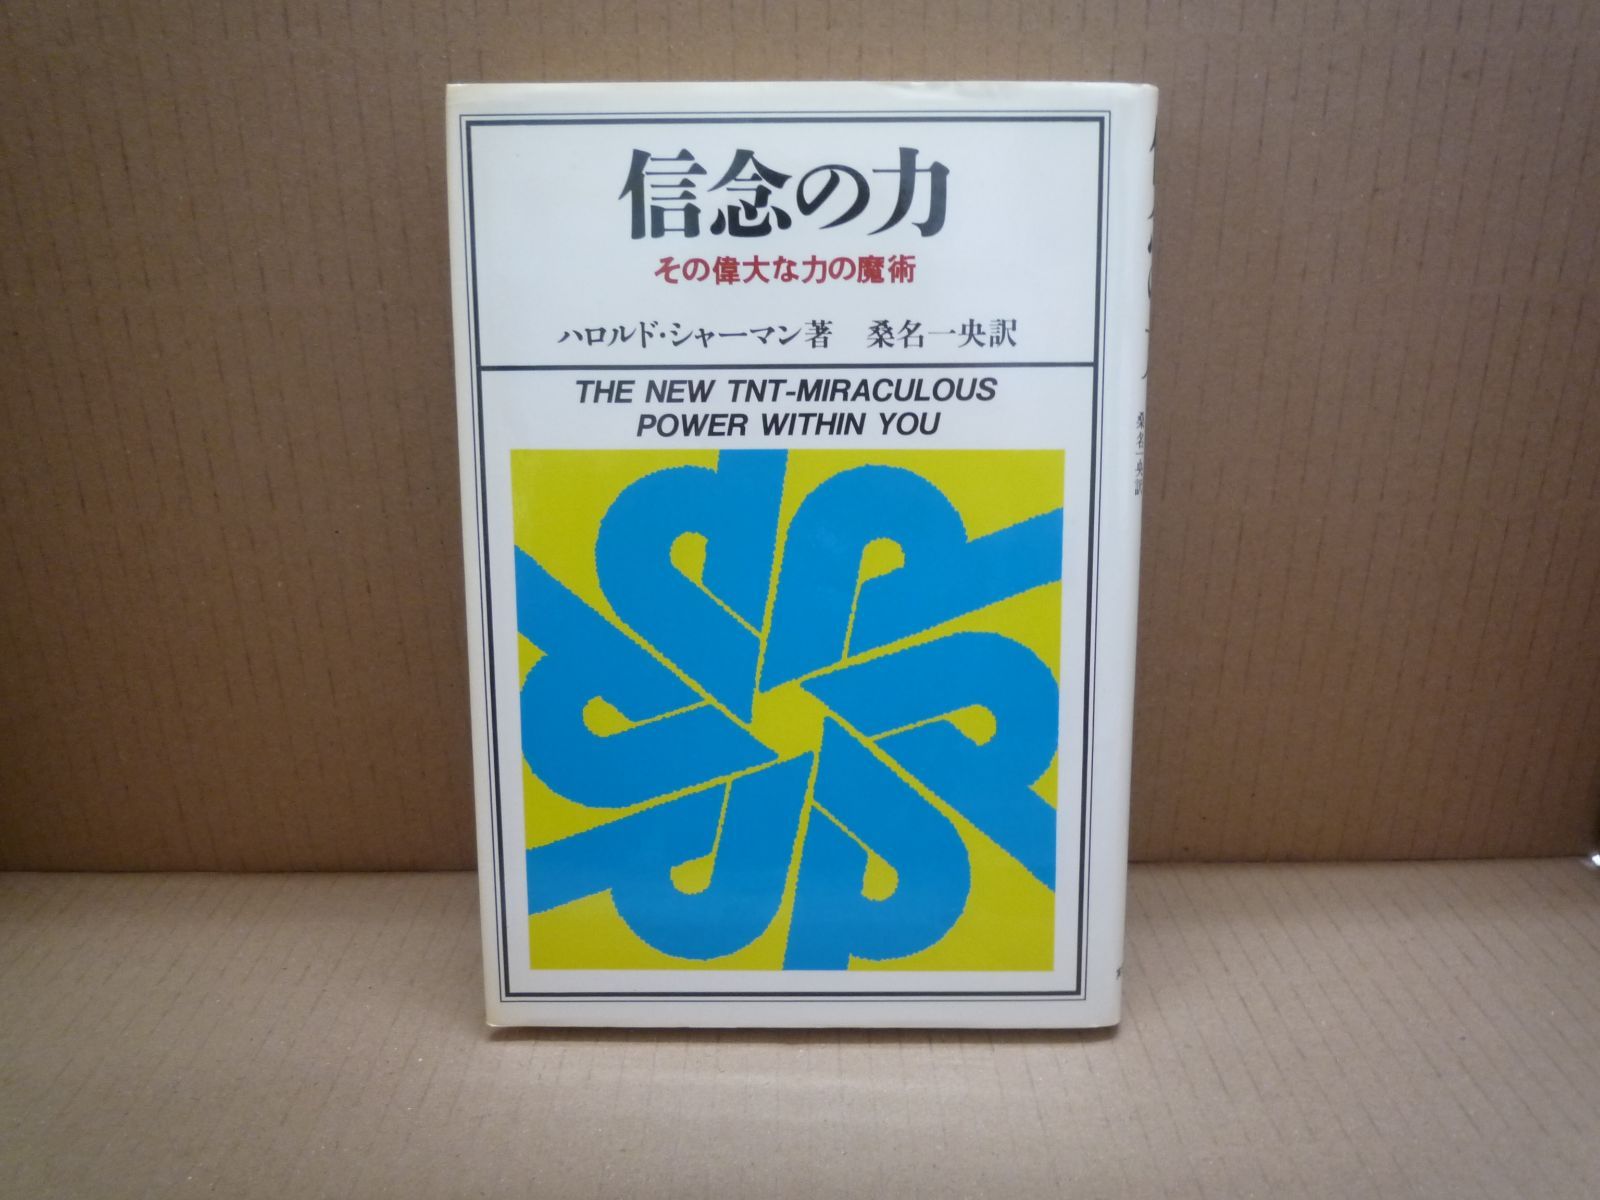 信念の力
その偉大な力の魔術
ハロルド・シャーマン著　桑名一央訳
THE NEW TNT-MIRACULOUS
POWER WITHIN YOU
桑名一央訳